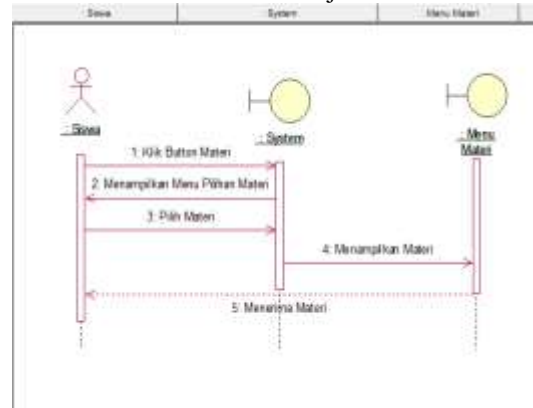 Siswa System Menu Materi
: Siswa
: System
: Menu
Materi
1: Klik Button Materi
2: Menampilkan Menu Pilihan Materi
3: Pilih Materi
4: Menampilkan Materi
5: Menerima Materi